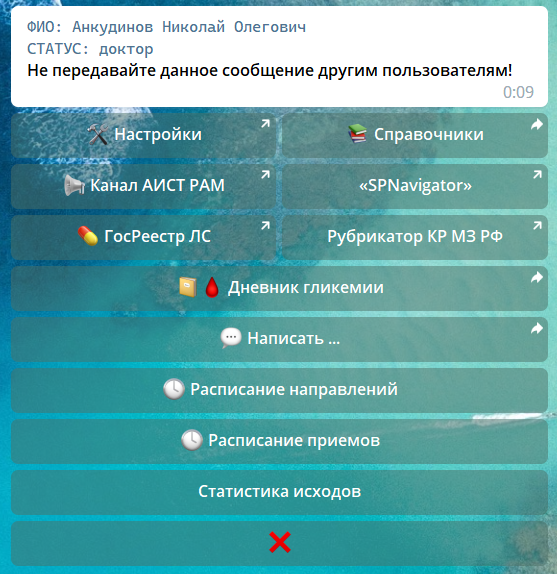 ФИО: Анкудинов Николай Олегович
СТАТУС: доктор
Не передавайте данное сообщение другим пользователям!
0:09
Настройки
Справочники
Канал АИСТ РАМ
«SPNavigator»
ГосРеестр ЛС
Рубрикатор КР МЗ РФ
Дневник гликемии
Написать ...
Расписание направлений
Расписание приемов
Статистика исходов